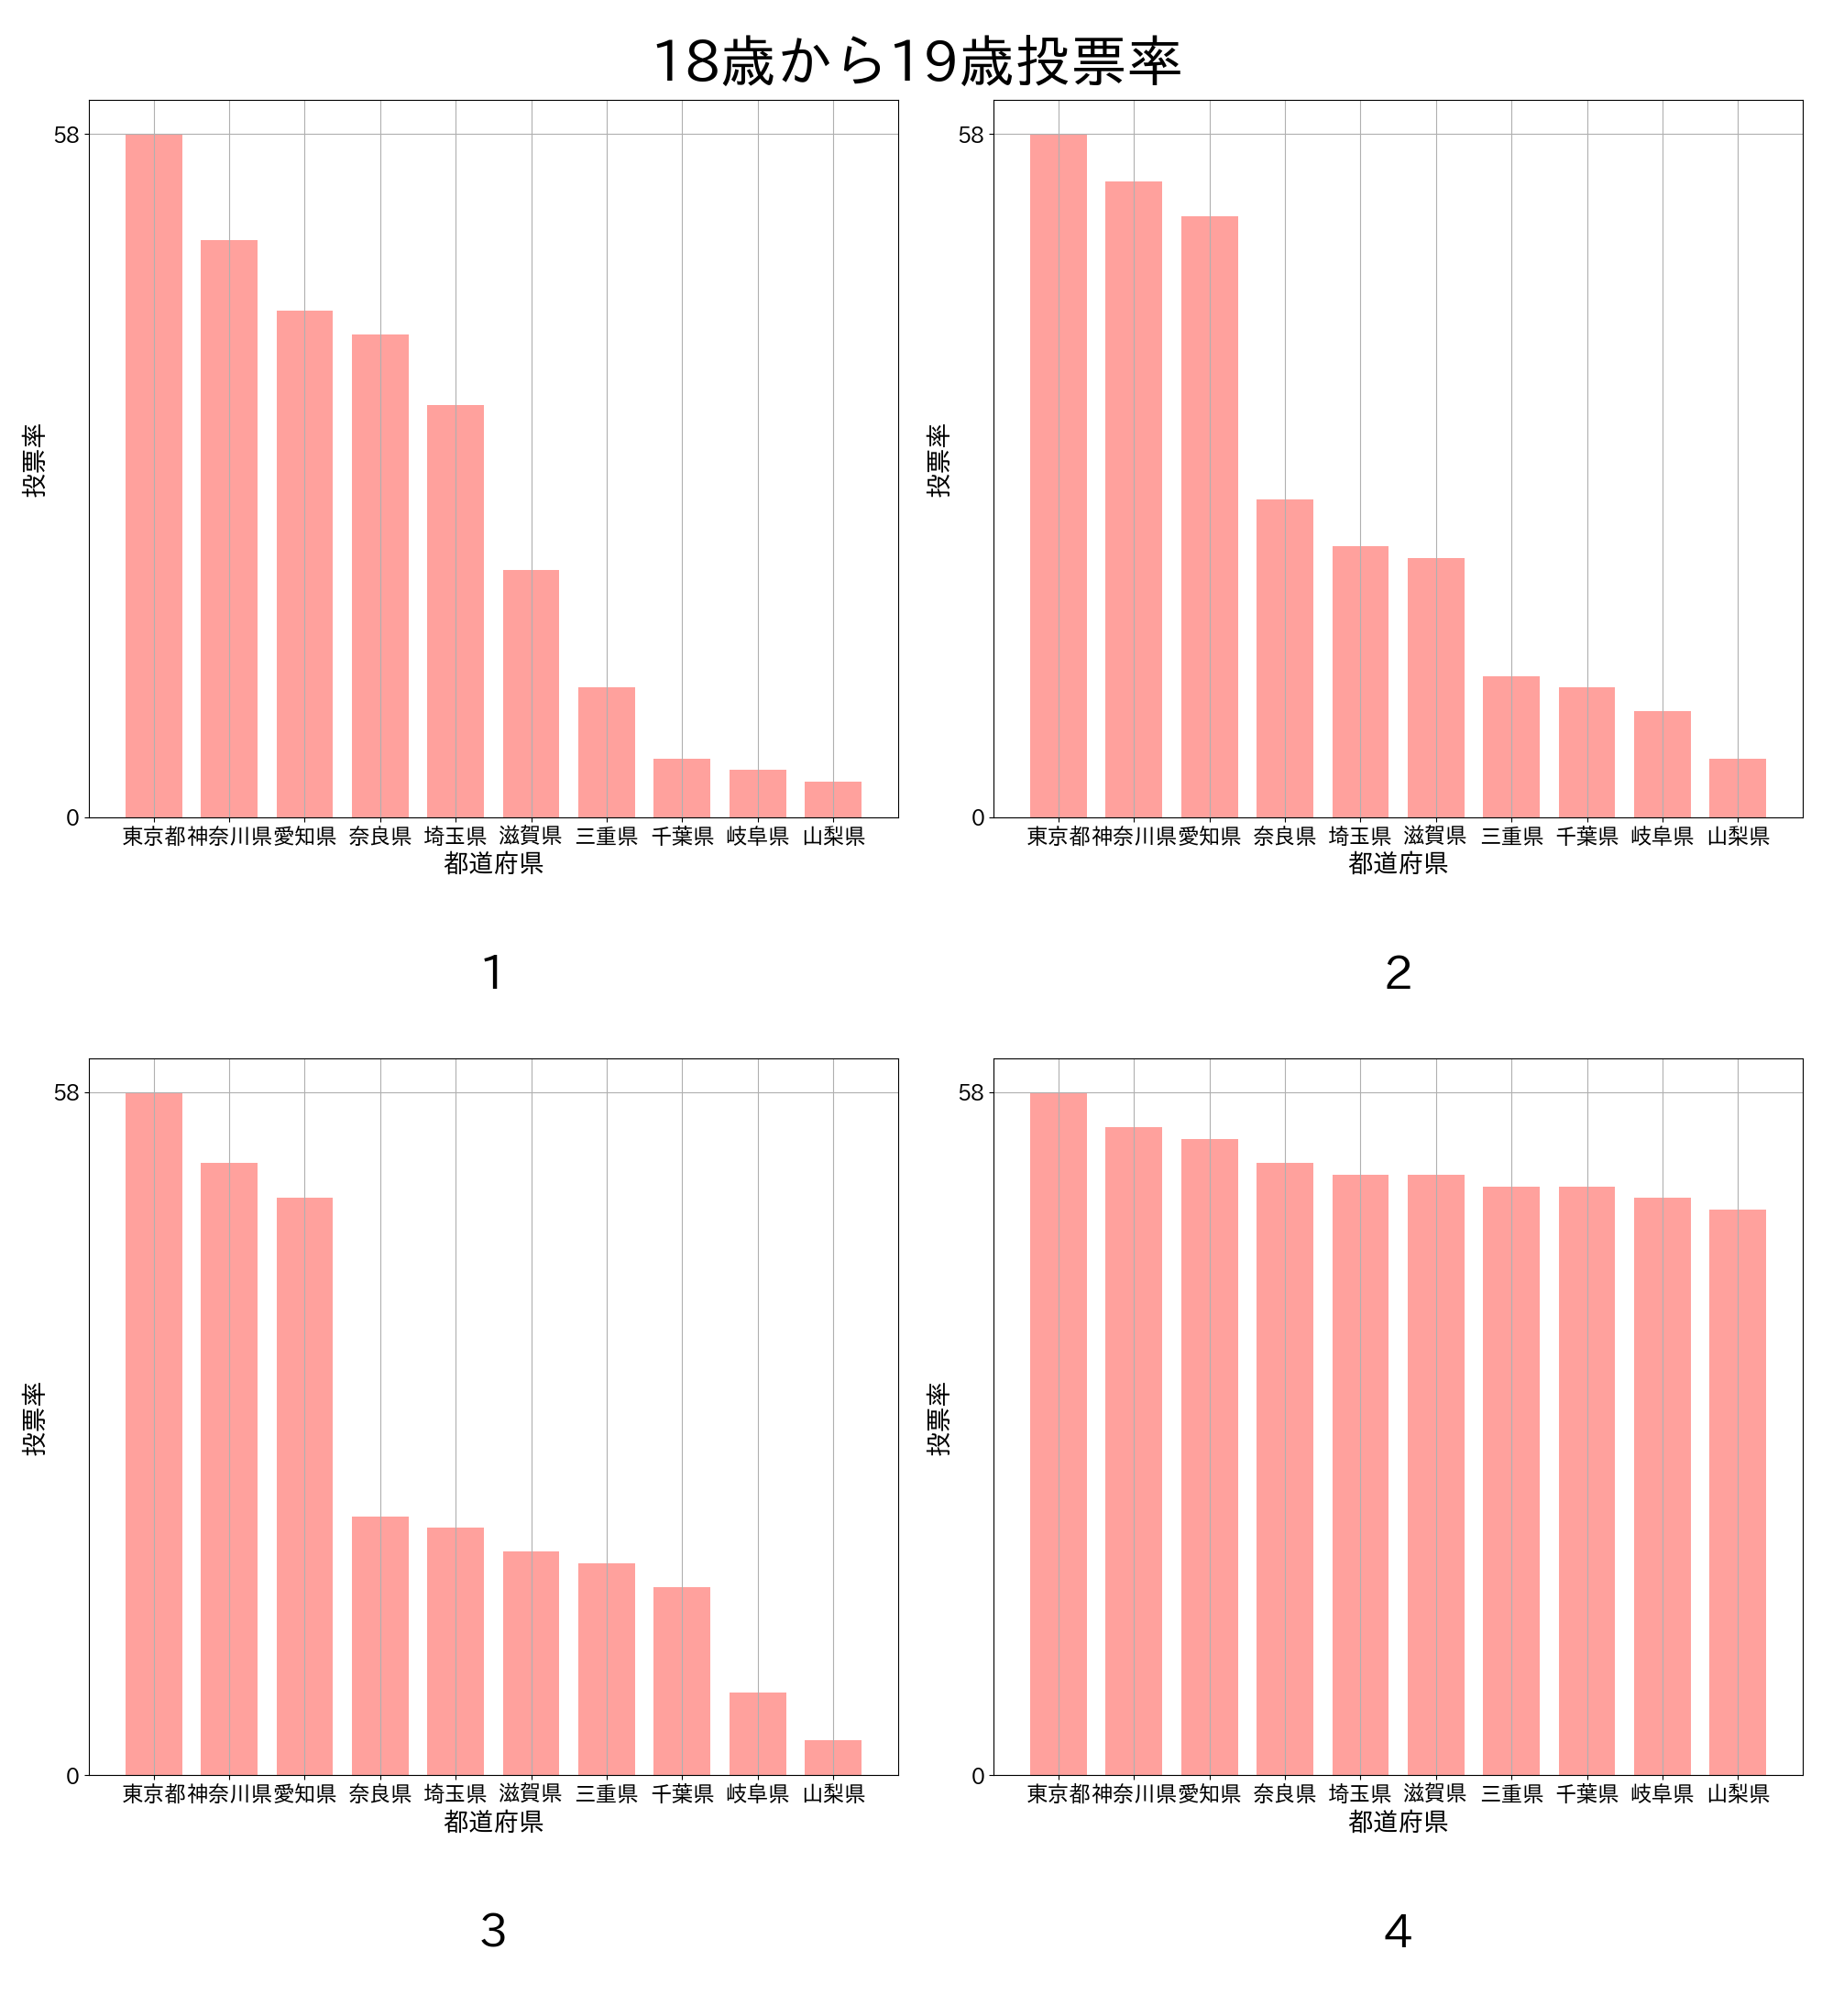 18歳から19歳投票率
58
0
投票率
東京都 神奈川県 愛知県 奈良県 埼玉県 滋賀県 三重県 千葉県 岐阜県 山梨県
都道府県
1
58
0
投票率
東京都 神奈川県 愛知県 奈良県 埼玉県 滋賀県 三重県 千葉県 岐阜県 山梨県
都道府県
2
58
0
投票率
東京都 神奈川県 愛知県 奈良県 埼玉県 滋賀県 三重県 千葉県 岐阜県 山梨県
都道府県
3
58
0
投票率
東京都 神奈川県 愛知県 奈良県 埼玉県 滋賀県 三重県 千葉県 岐阜県 山梨県
都道府県
4